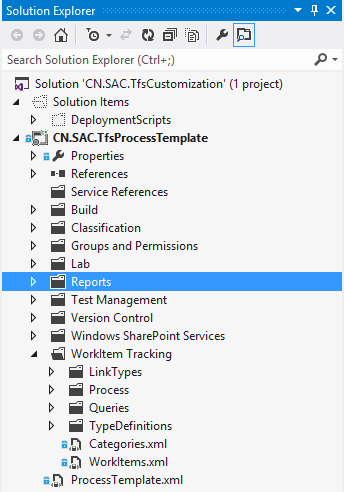 Solution Explorer
Search Solution Explorer (Ctrl+;)
Solution 'CN.SAC.TfsCustomization' (1 project)
Solution Items
DeploymentScripts
CN.SAC.TfsProcessTemplate
Properties
References
Service References
Build
Classification
Groups and Permissions
Lab
Reports
Test Management
Version Control
Windows SharePoint Services
WorkItem Tracking
LinkTypes
Process
Queries
TypeDefinitions
Categories.xml
WorkItems.xml
ProcessTemplate.xml